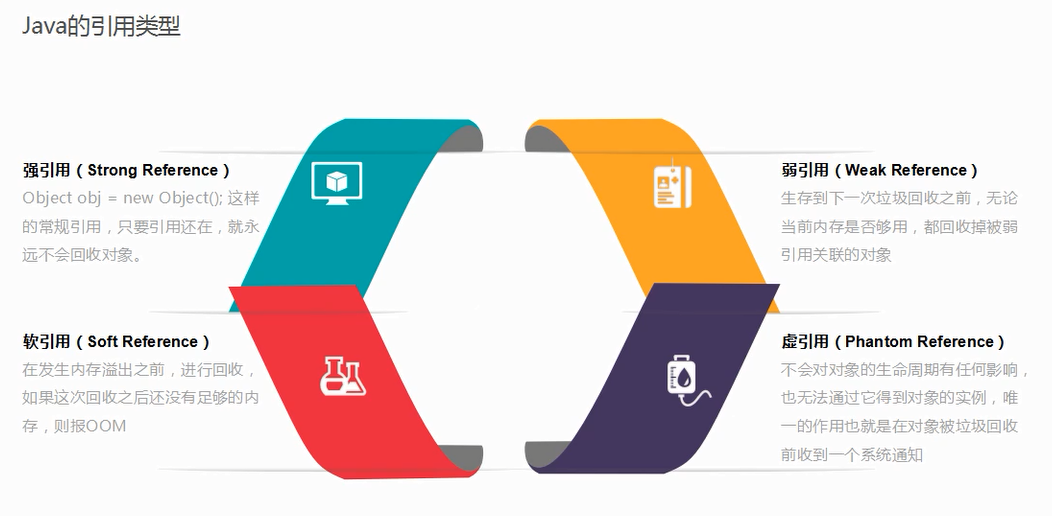 Java的引用类型
强引用（Strong Reference）
Object obj = new Object(); 这样
的常规引用，只要引用还在，就永
远不会回收对象。
弱引用（Weak Reference）
生存到下一次垃圾回收之前，无论
当前内存是否够用，都回收掉被弱
引用关联的对象
软引用（Soft Reference）
在发生内存溢出之前，进行回收，
如果这次回收之后还没有足够的内
存，则报OOM
虚引用（Phantom Reference）
不会对对象的生命周期有任何影响，
也无法通过它得到对象的实例，唯
一的作用也就是在对象被垃圾回收
前收到一个系统通知